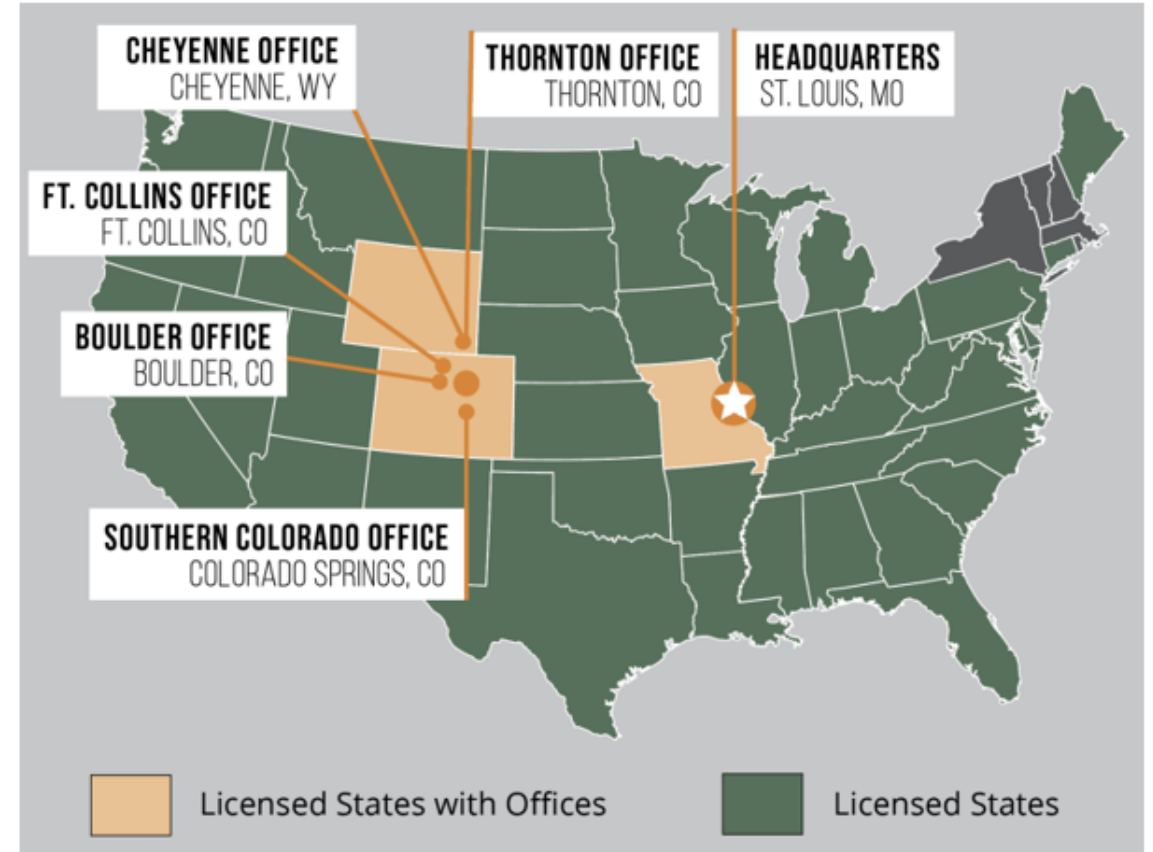 CHEYENNE OFFICE
CHEYENNE, WY
THORNTON OFFICE
THORNTON, CO
HEADQUARTERS
ST. LOUIS, MO
FT. COLLINS OFFICE
FT. COLLINS, CO
BOULDER OFFICE
BOULDER, CO
SOUTHERN COLORADO OFFICE
COLORADO SPRINGS, CO
Licensed States with Offices
Licensed States